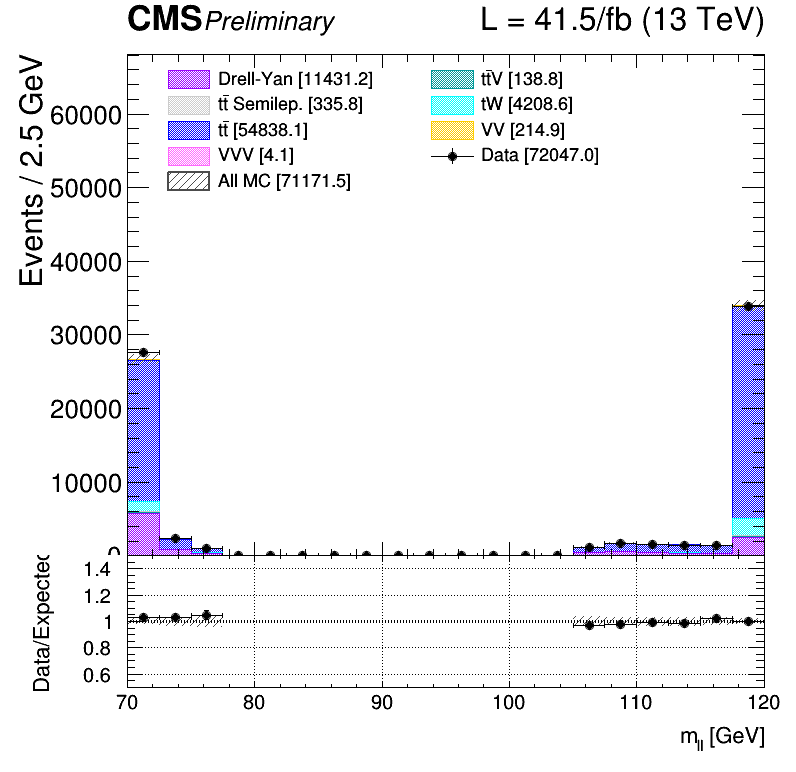 CMS Preliminary L = 41.5/fb (13 TeV)
Events / 2.5 GeV
Drell-Yan [11431.2]
tt̄ Semilep. [335.8]
tt̄ [54838.1]
VVV [4.1]
All MC [71171.5]
tt̄V [138.8]
tW [4208.6]
VV [214.9]
Data [72047.0]
60000
50000
40000
30000
20000
10000
0
Data/Expected
1.4
1.2
1
0.8
0.6
70 80 90 100 110 120
m_ll [GeV]